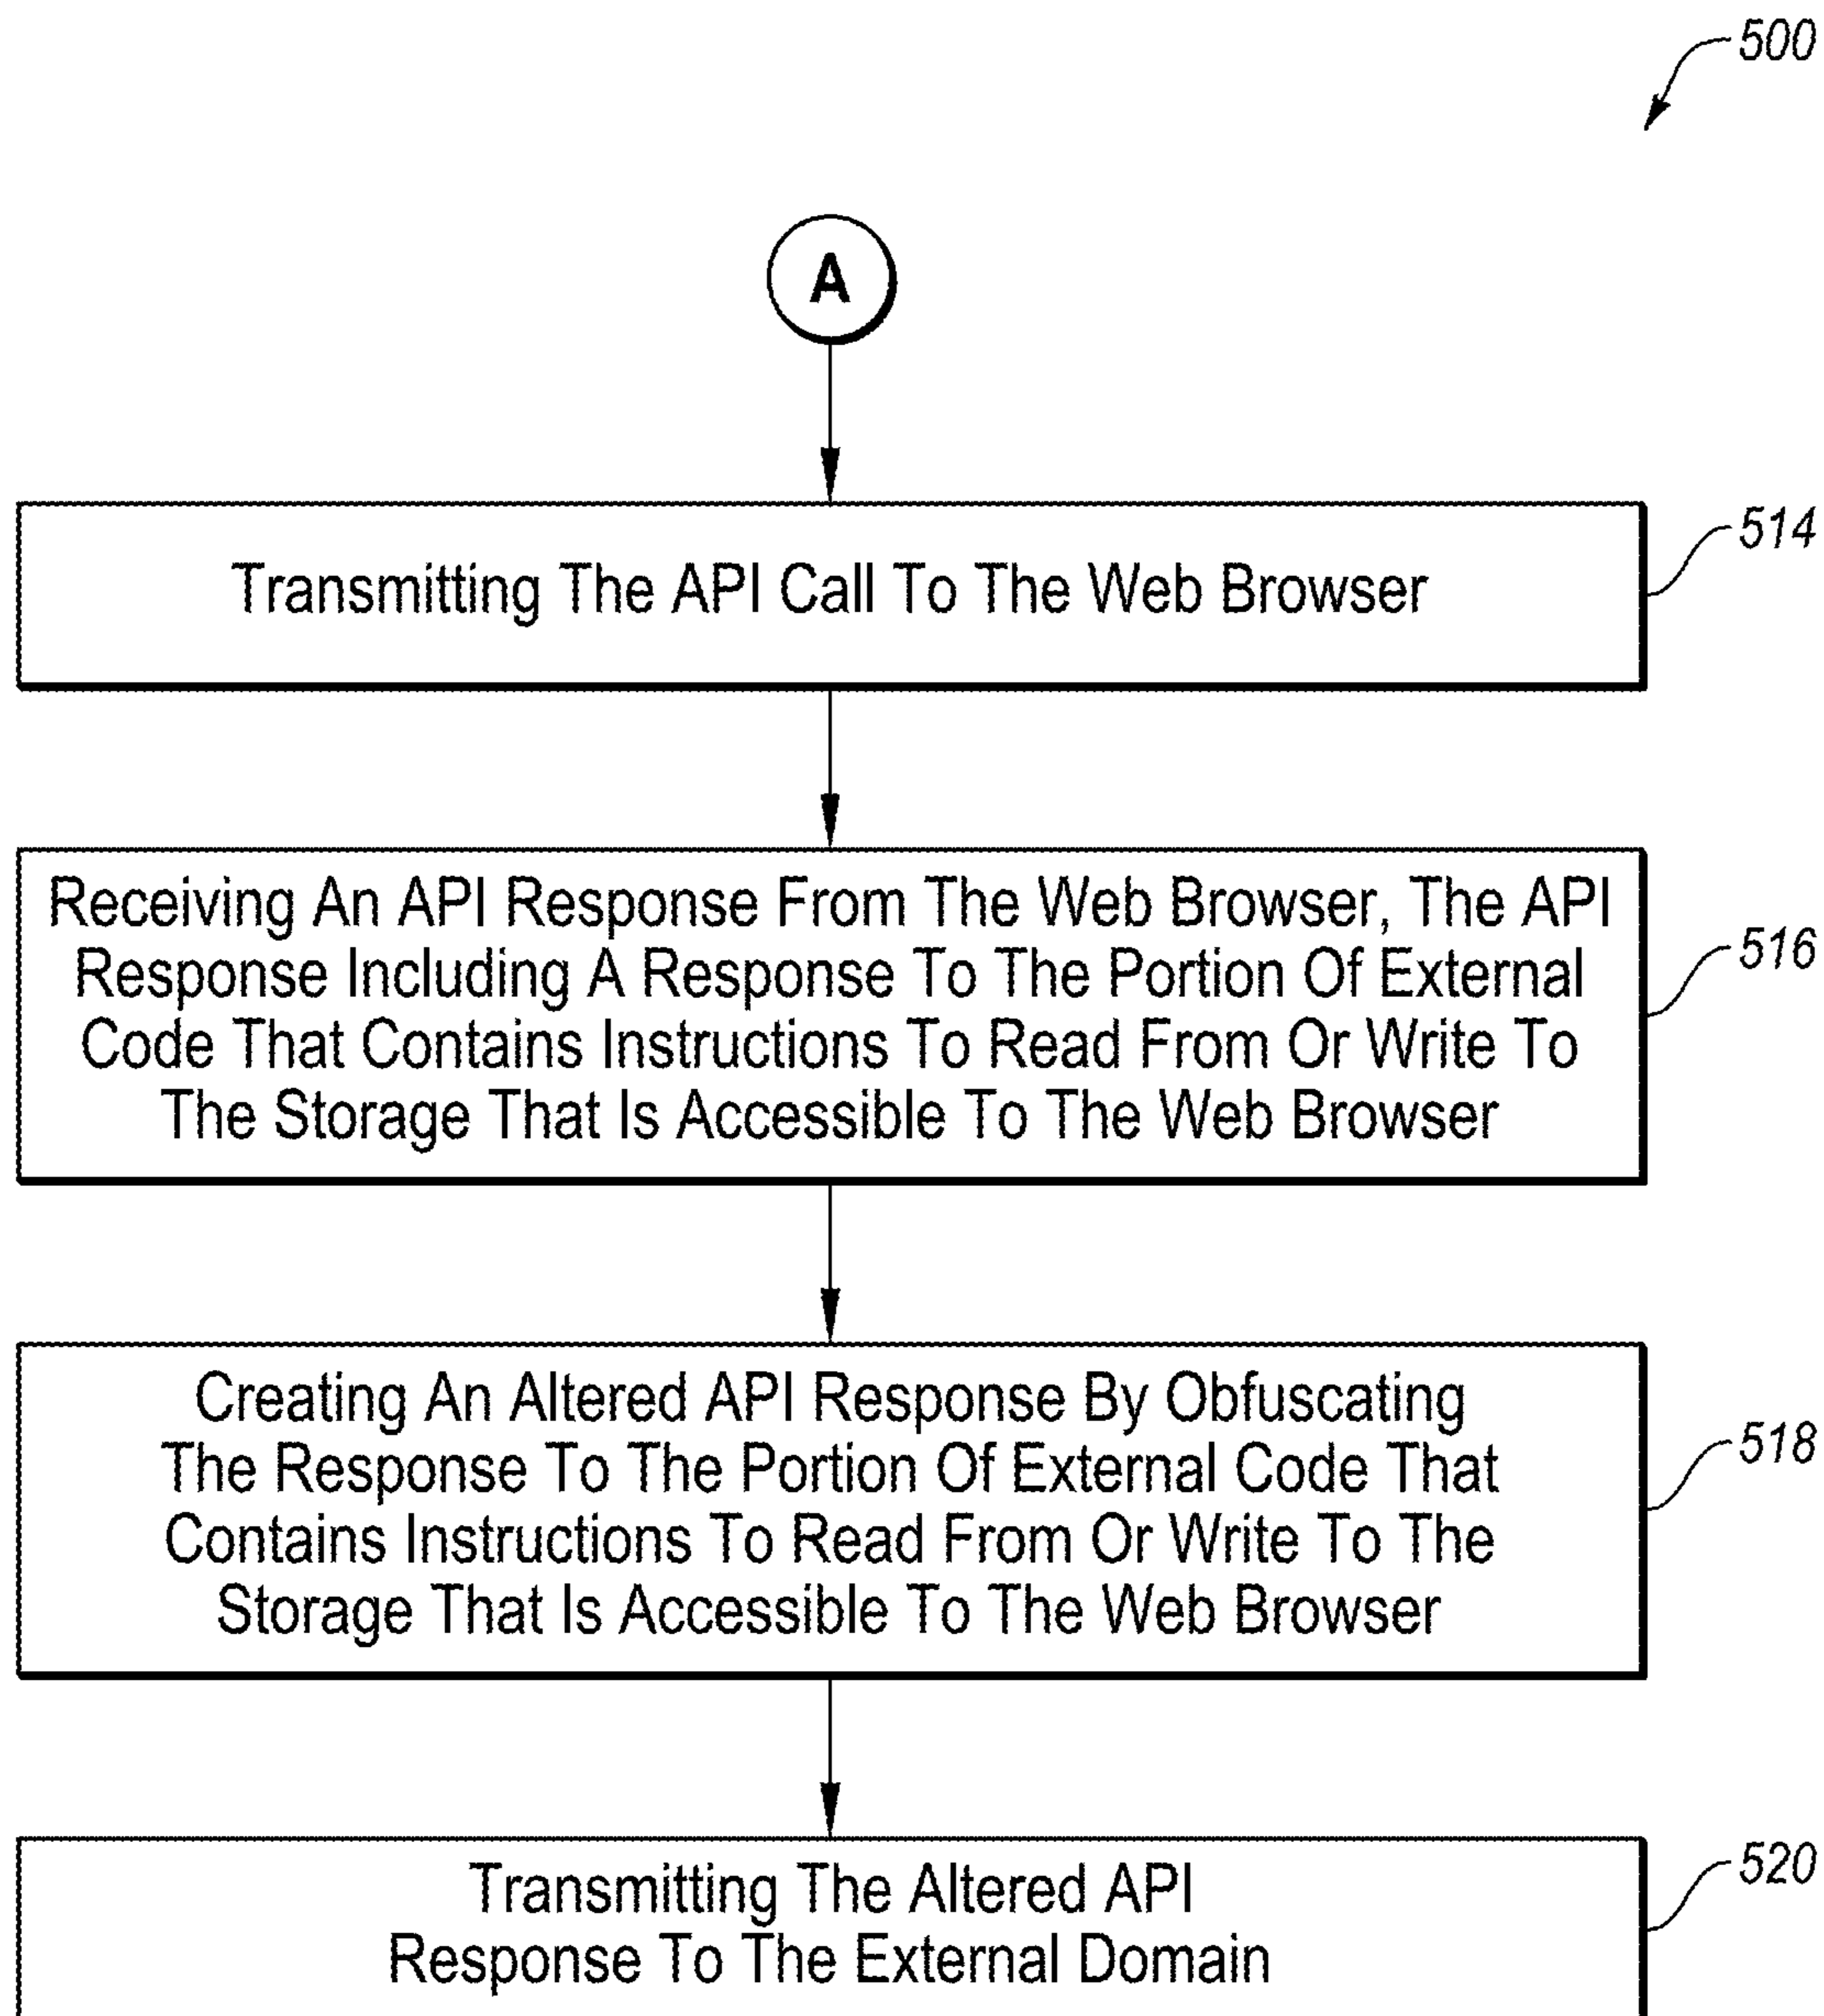 500
A
Transmitting The API Call To The Web Browser
514
Receiving An API Response From The Web Browser, The API
Response Including A Response To The Portion Of External
Code That Contains Instructions To Read From Or Write To
The Storage That Is Accessible To The Web Browser
516
Creating An Altered API Response By Obfuscating
The Response To The Portion Of External Code That
Contains Instructions To Read From Or Write To The
Storage That Is Accessible To The Web Browser
518
Transmitting The Altered API
Response To The External Domain
520